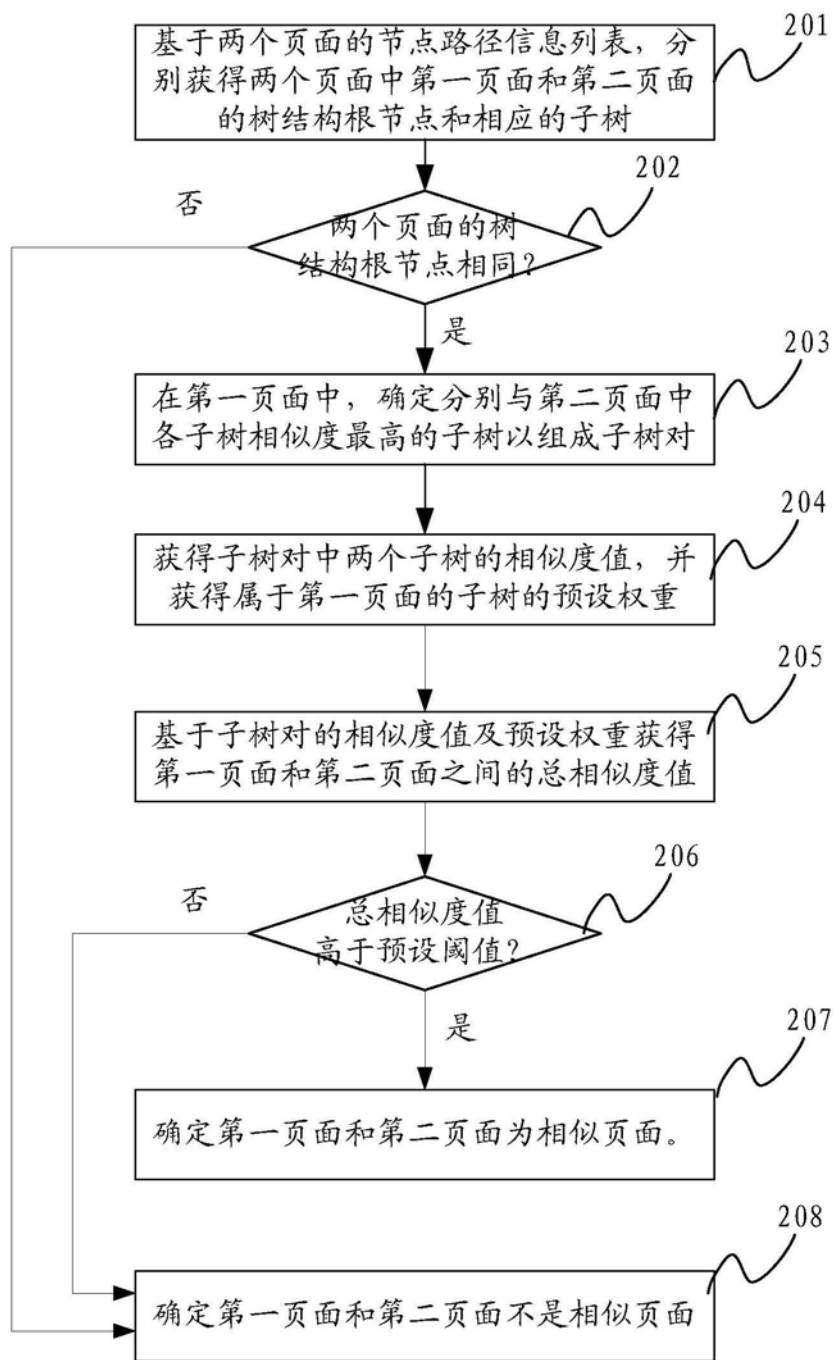 基于两个页面的节点路径信息列表，分
别获得两个页面中第一页面和第二页面
的树结构根节点和相应的子树
201
否
两个页面的树
结构根节点相同？
202
是
在第一页面中，确定分别与第二页面中
各子树相似度最高的子树以组成子树对
203
获得子树对中两个子树的相似度值，并
获得属于第一页面的子树的预设权重
204
基于子树对的相似度值及预设权重获得
第一页面和第二页面之间的总相似度值
205
否
总相似度值
高于预设阈值？
206
是
确定第一页面和第二页面为相似页面。
207
确定第一页面和第二页面不是相似页面
208